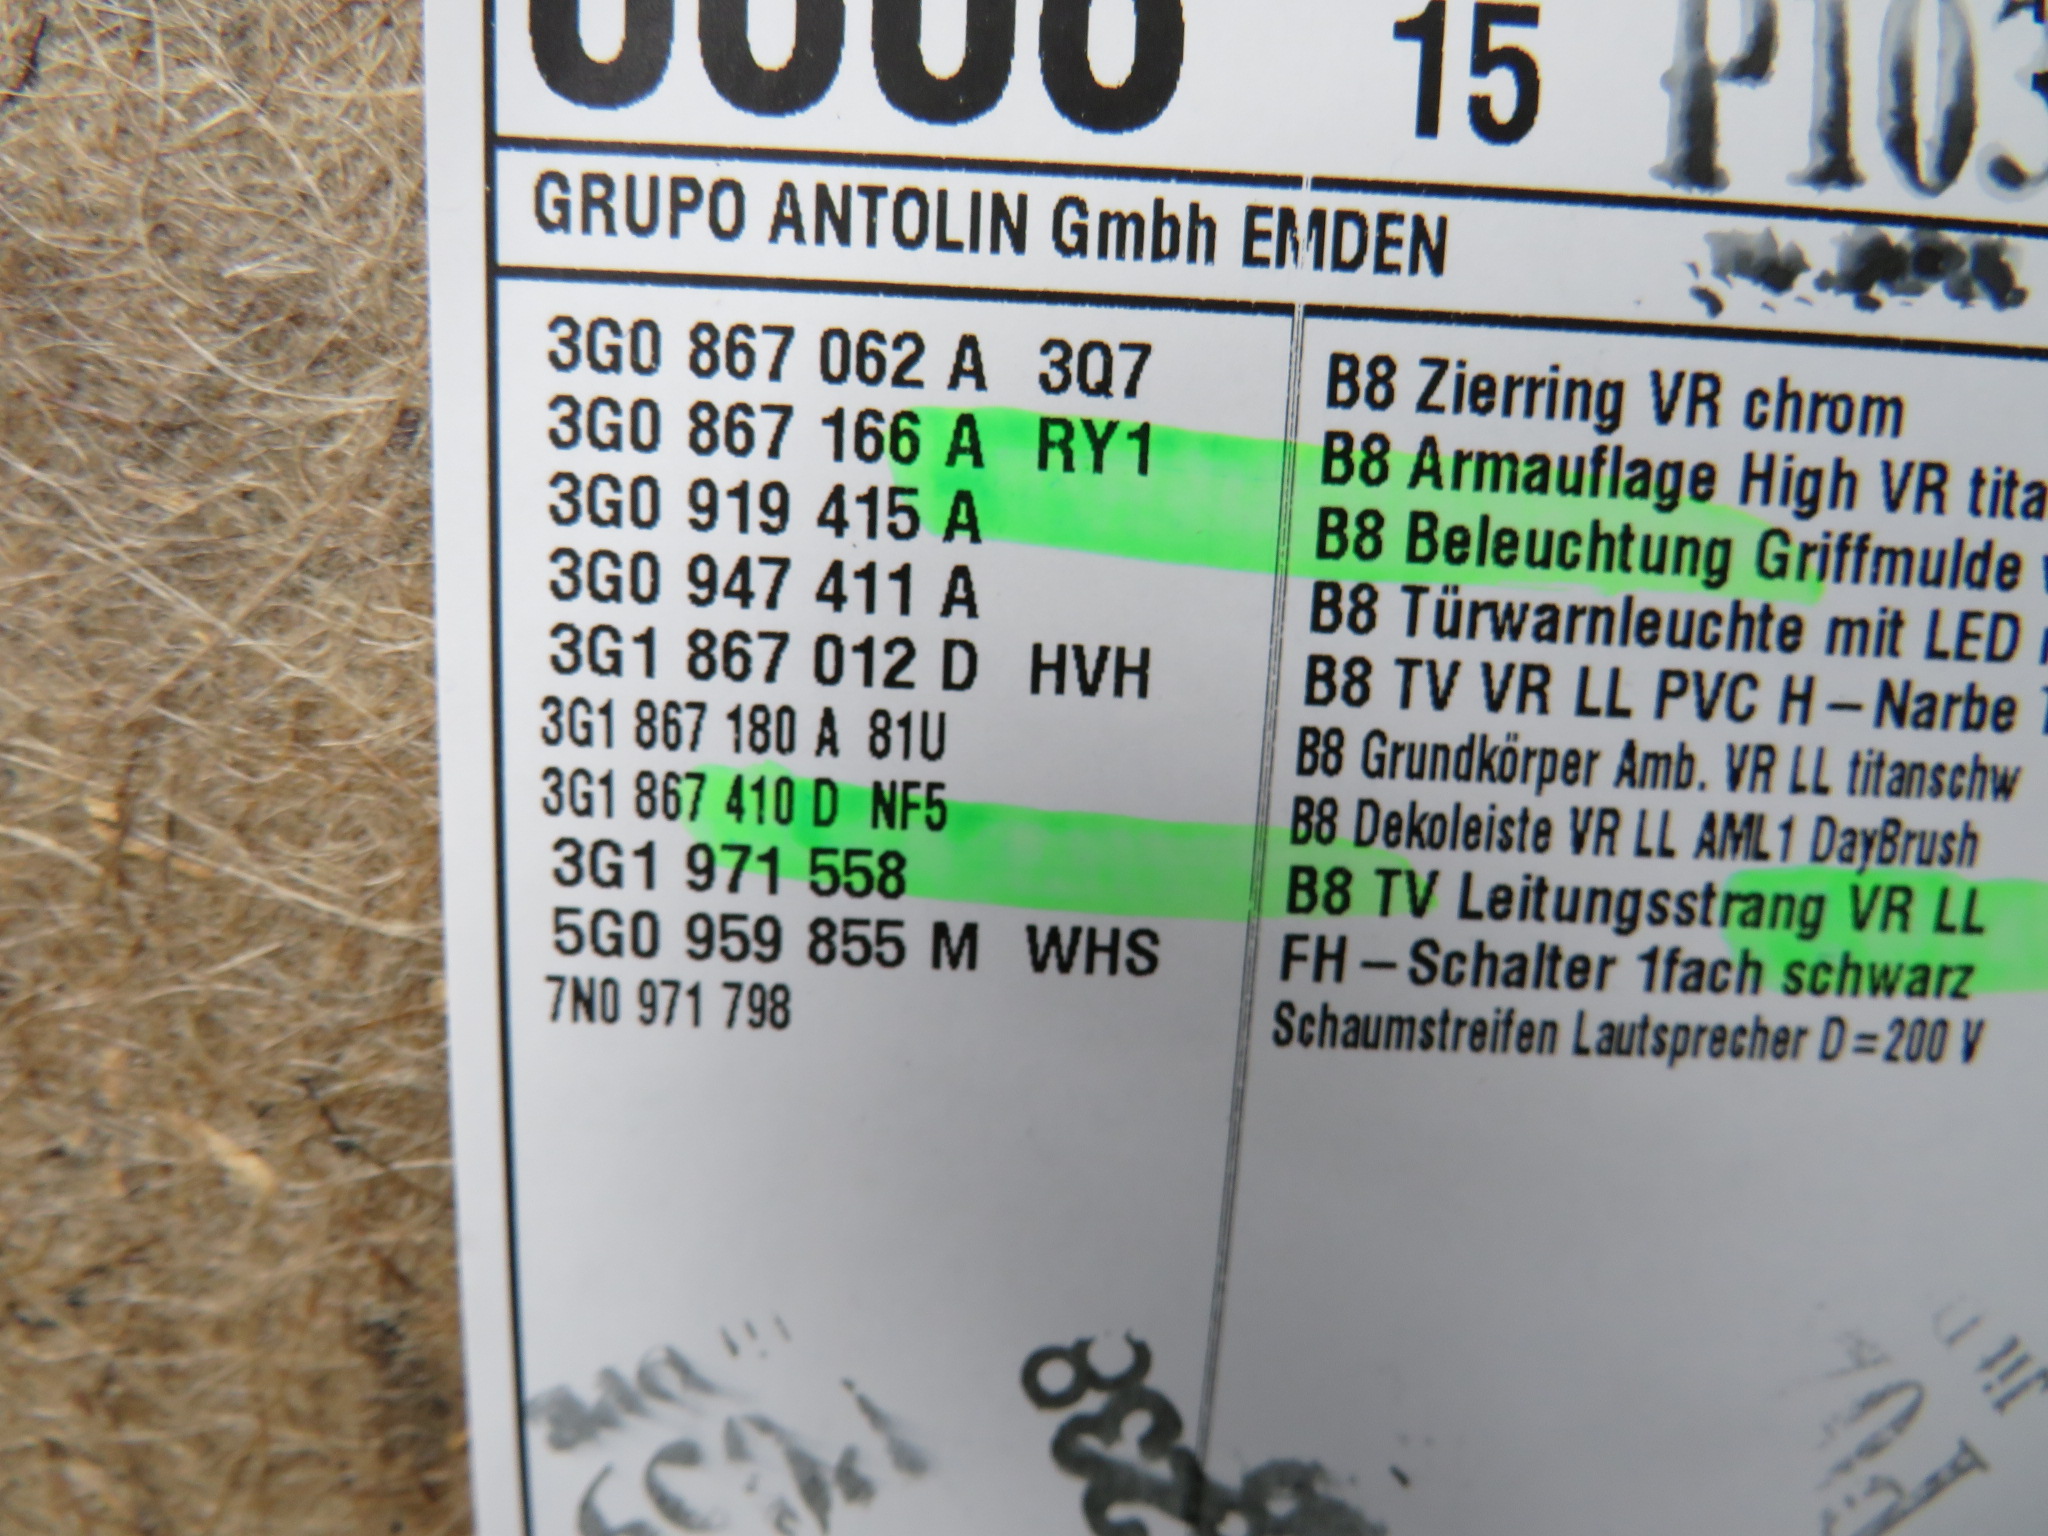 15
P103
GRUPO ANTOLIN Gmbh EMDEN
3G0 867 062 A 3Q7 B8 Zierring VR chrom
3G0 867 166 A RY1 B8 Armauflage High VR tita
3G0 919 415 A B8 Beleuchtung Griffmulde
3G0 947 411 A B8 Türwarnleuchte mit LED
3G1 867 012 D HVH B8 TV VR LL PVC H-Narbe
3G1 867 180 A 81U B8 Grundkörper Amb. VR LL titanschw
3G1 867 410 D NF5 B8 Dekoleiste VR LL AML1 DayBrush
3G1 971 558 B8 TV Leitungsstrang VR LL
5G0 959 855 M WHS FH-Schalter 1fach schwarz
7N0 971 798 Schaumstreifen Lautsprecher D=200 V